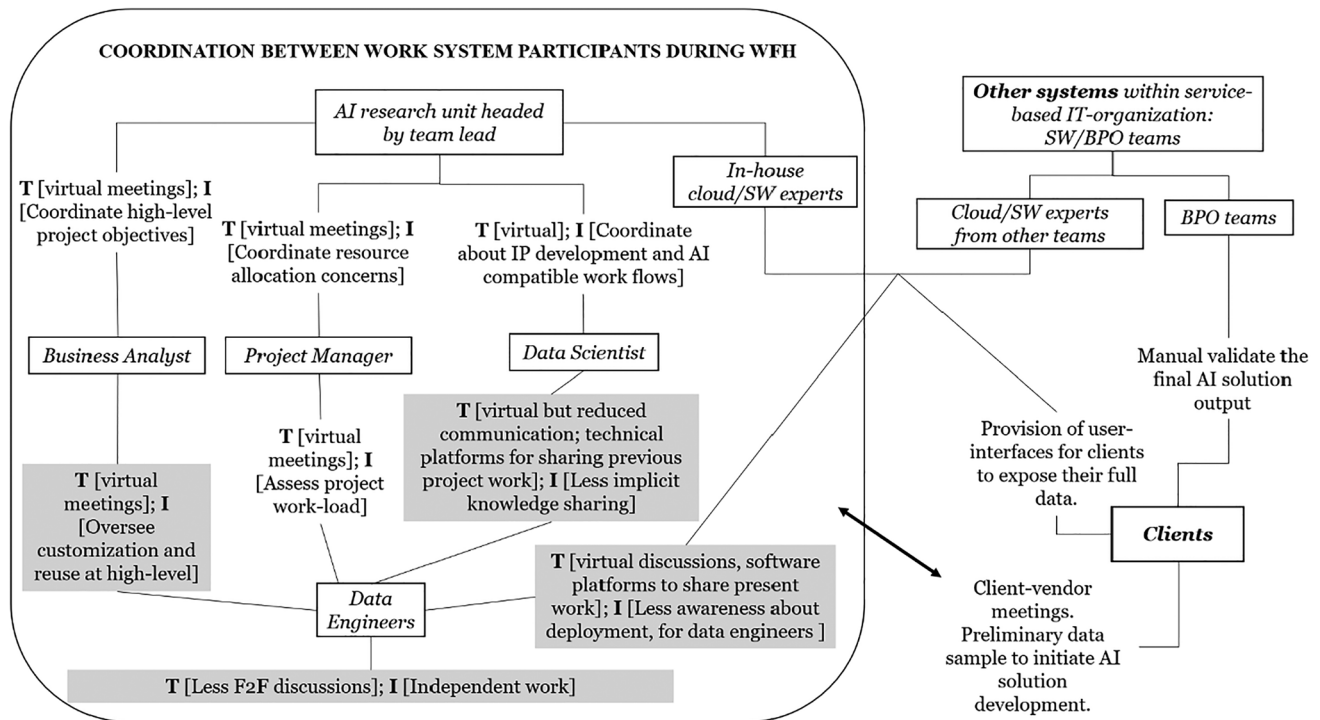 COORDINATION BETWEEN WORK SYSTEM PARTICIPANTS DURING WFH
AI research unit headed
by team lead
In-house
cloud/SW experts
T [virtual meetings]; I
[Coordinate high-level
project objectives]
T [virtual meetings]; I
[Coordinate resource
allocation concerns]
T [virtual]; I [Coordinate
about IP development and AI
compatible work flows]
Business Analyst
Project Manager
Data Scientist
T [virtual
meetings]; I
[Oversee
customization and
reuse at high-level]
T [virtual
meetings]; I
[Assess project
work-load]
T [virtual but reduced
communication; technical
platforms for sharing previous
project work]; I [Less implicit
knowledge sharing]
T [virtual discussions, software
platforms to share present
work]; I [Less awareness about
deployment, for data engineers ]
Data
Engineers
T [Less F2F discussions]; I [Independent work]
Other systems within service-
based IT-organization:
SW/BPO teams
Cloud/SW experts
from other teams
BPO teams
Manual validate the
final AI solution
output
Provision of user-
interfaces for clients
to expose their full
data.
Clients
Client-vendor
meetings.
Preliminary data
sample to initiate AI
solution
development.